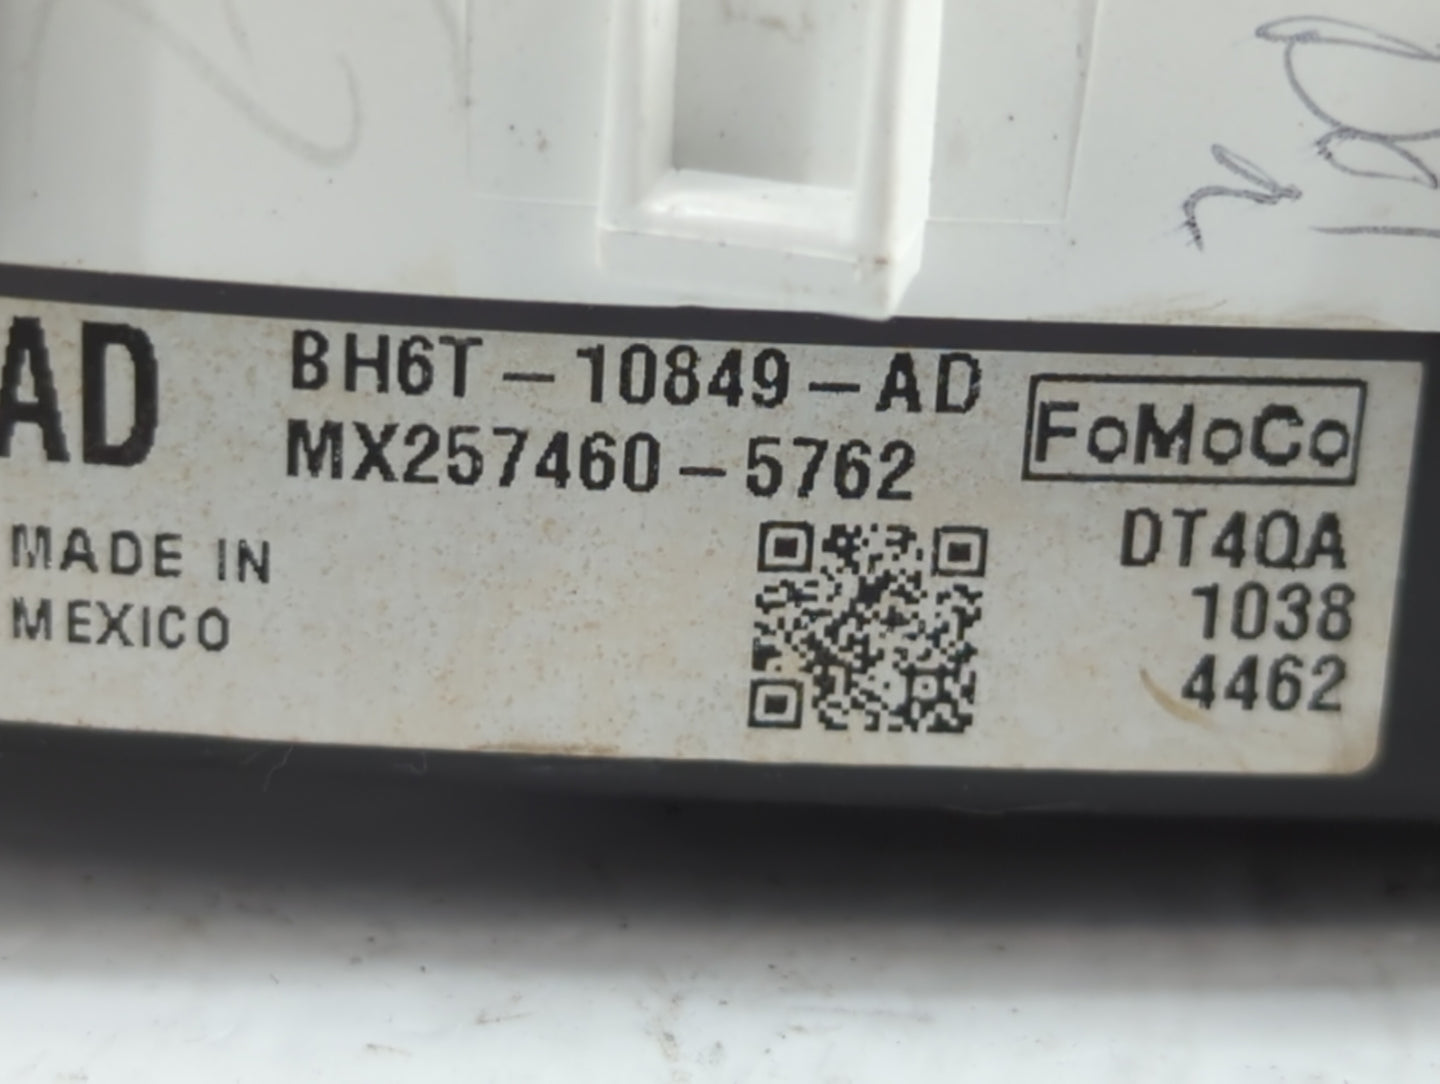 AD
BH6T-10849-AD
MX257460-5762
FoMoCo
MADE IN
MEXICO
DT4QA
1038
4462